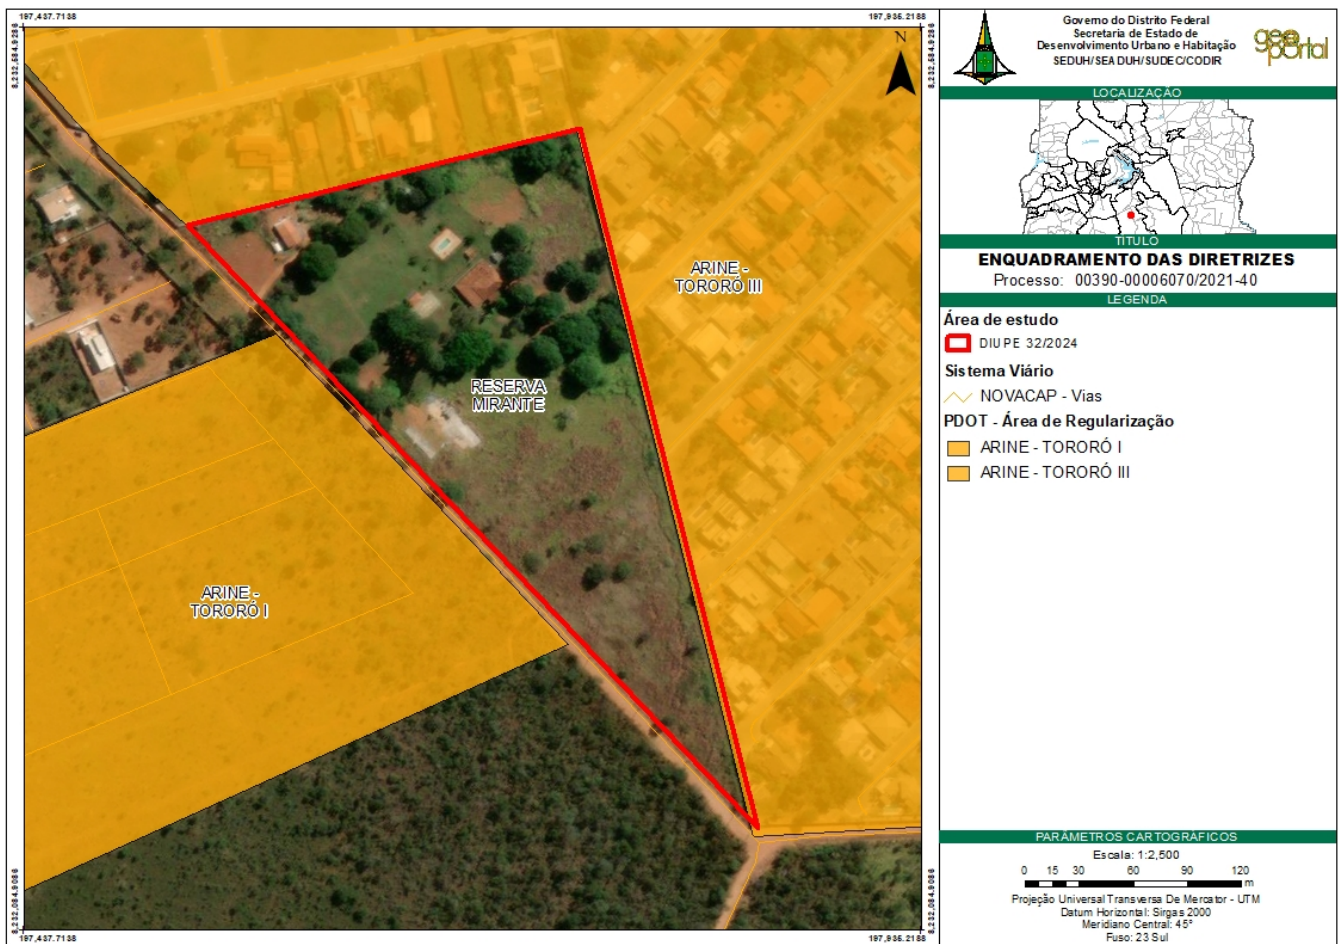 197,437.7138
197,935.2188
8,232,584.9286
8,232,584.9286
N
ARINE -
TORORÓ III
RESERVA
MIRANTE
ARINE -
TORORÓ I
8,232,084.9086
8,232,084.9086
197,437.7138
197,935.2188
Governo do Distrito Federal
Secretaria de Estado de
Desenvolvimento Urbano e Habitação
SEDUH/SEADUH/SUDEC/CODIR
geoportal
LOCALIZAÇÃO
TÍTULO
ENQUADRAMENTO DAS DIRETRIZES
Processo: 00390-00006070/2021-40
LEGENDA
Área de estudo
DIUPE 32/2024
Sistema Viário
NOVACAP - Vias
PDOT - Área de Regularização
ARINE - TORORÓ I
ARINE - TORORÓ III
PARÂMETROS CARTOGRÁFICOS
Escala: 1:2,500
0 15 30 60 90 120
m
Projeção Universal Transversa De Mercator - UTM
Datum Horizontal: Sirgas 2000
Meridiano Central: 45°
Fuso: 23 Sul